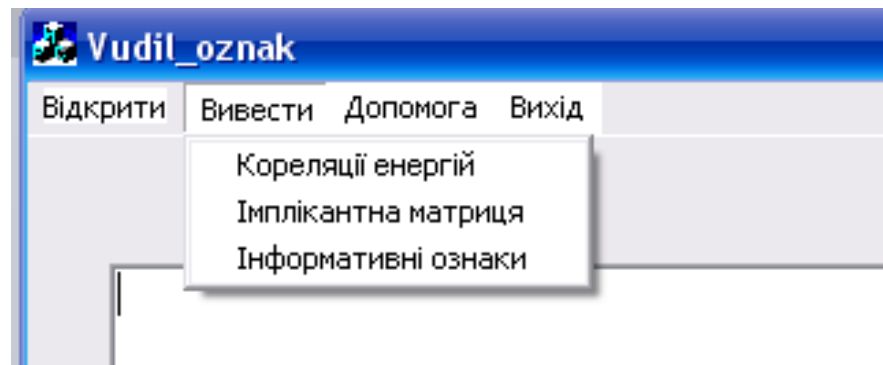 Vudil_oznak
Відкрити Вивести Допомога Вихід
Кореляції енергій
Імплікантна матриця
Інформативні ознаки